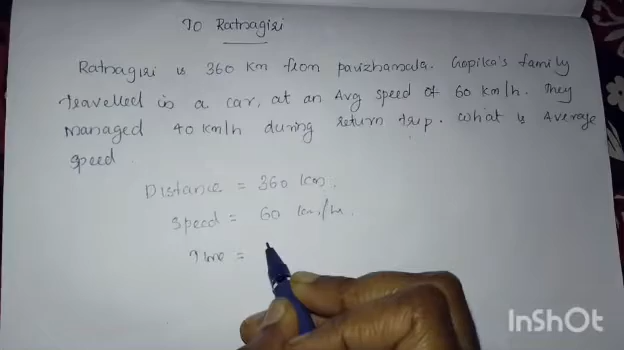 To Ratnagiri
Ratnagiri is 360 km from pavizhamala. Gopika's family
travelled in a car, at an Avg speed of 60 km/h. They
managed 40 km/h during return trip. What is Average
speed
Distance = 360 km.
Speed = 60 km/hr.
Time =
InShOt